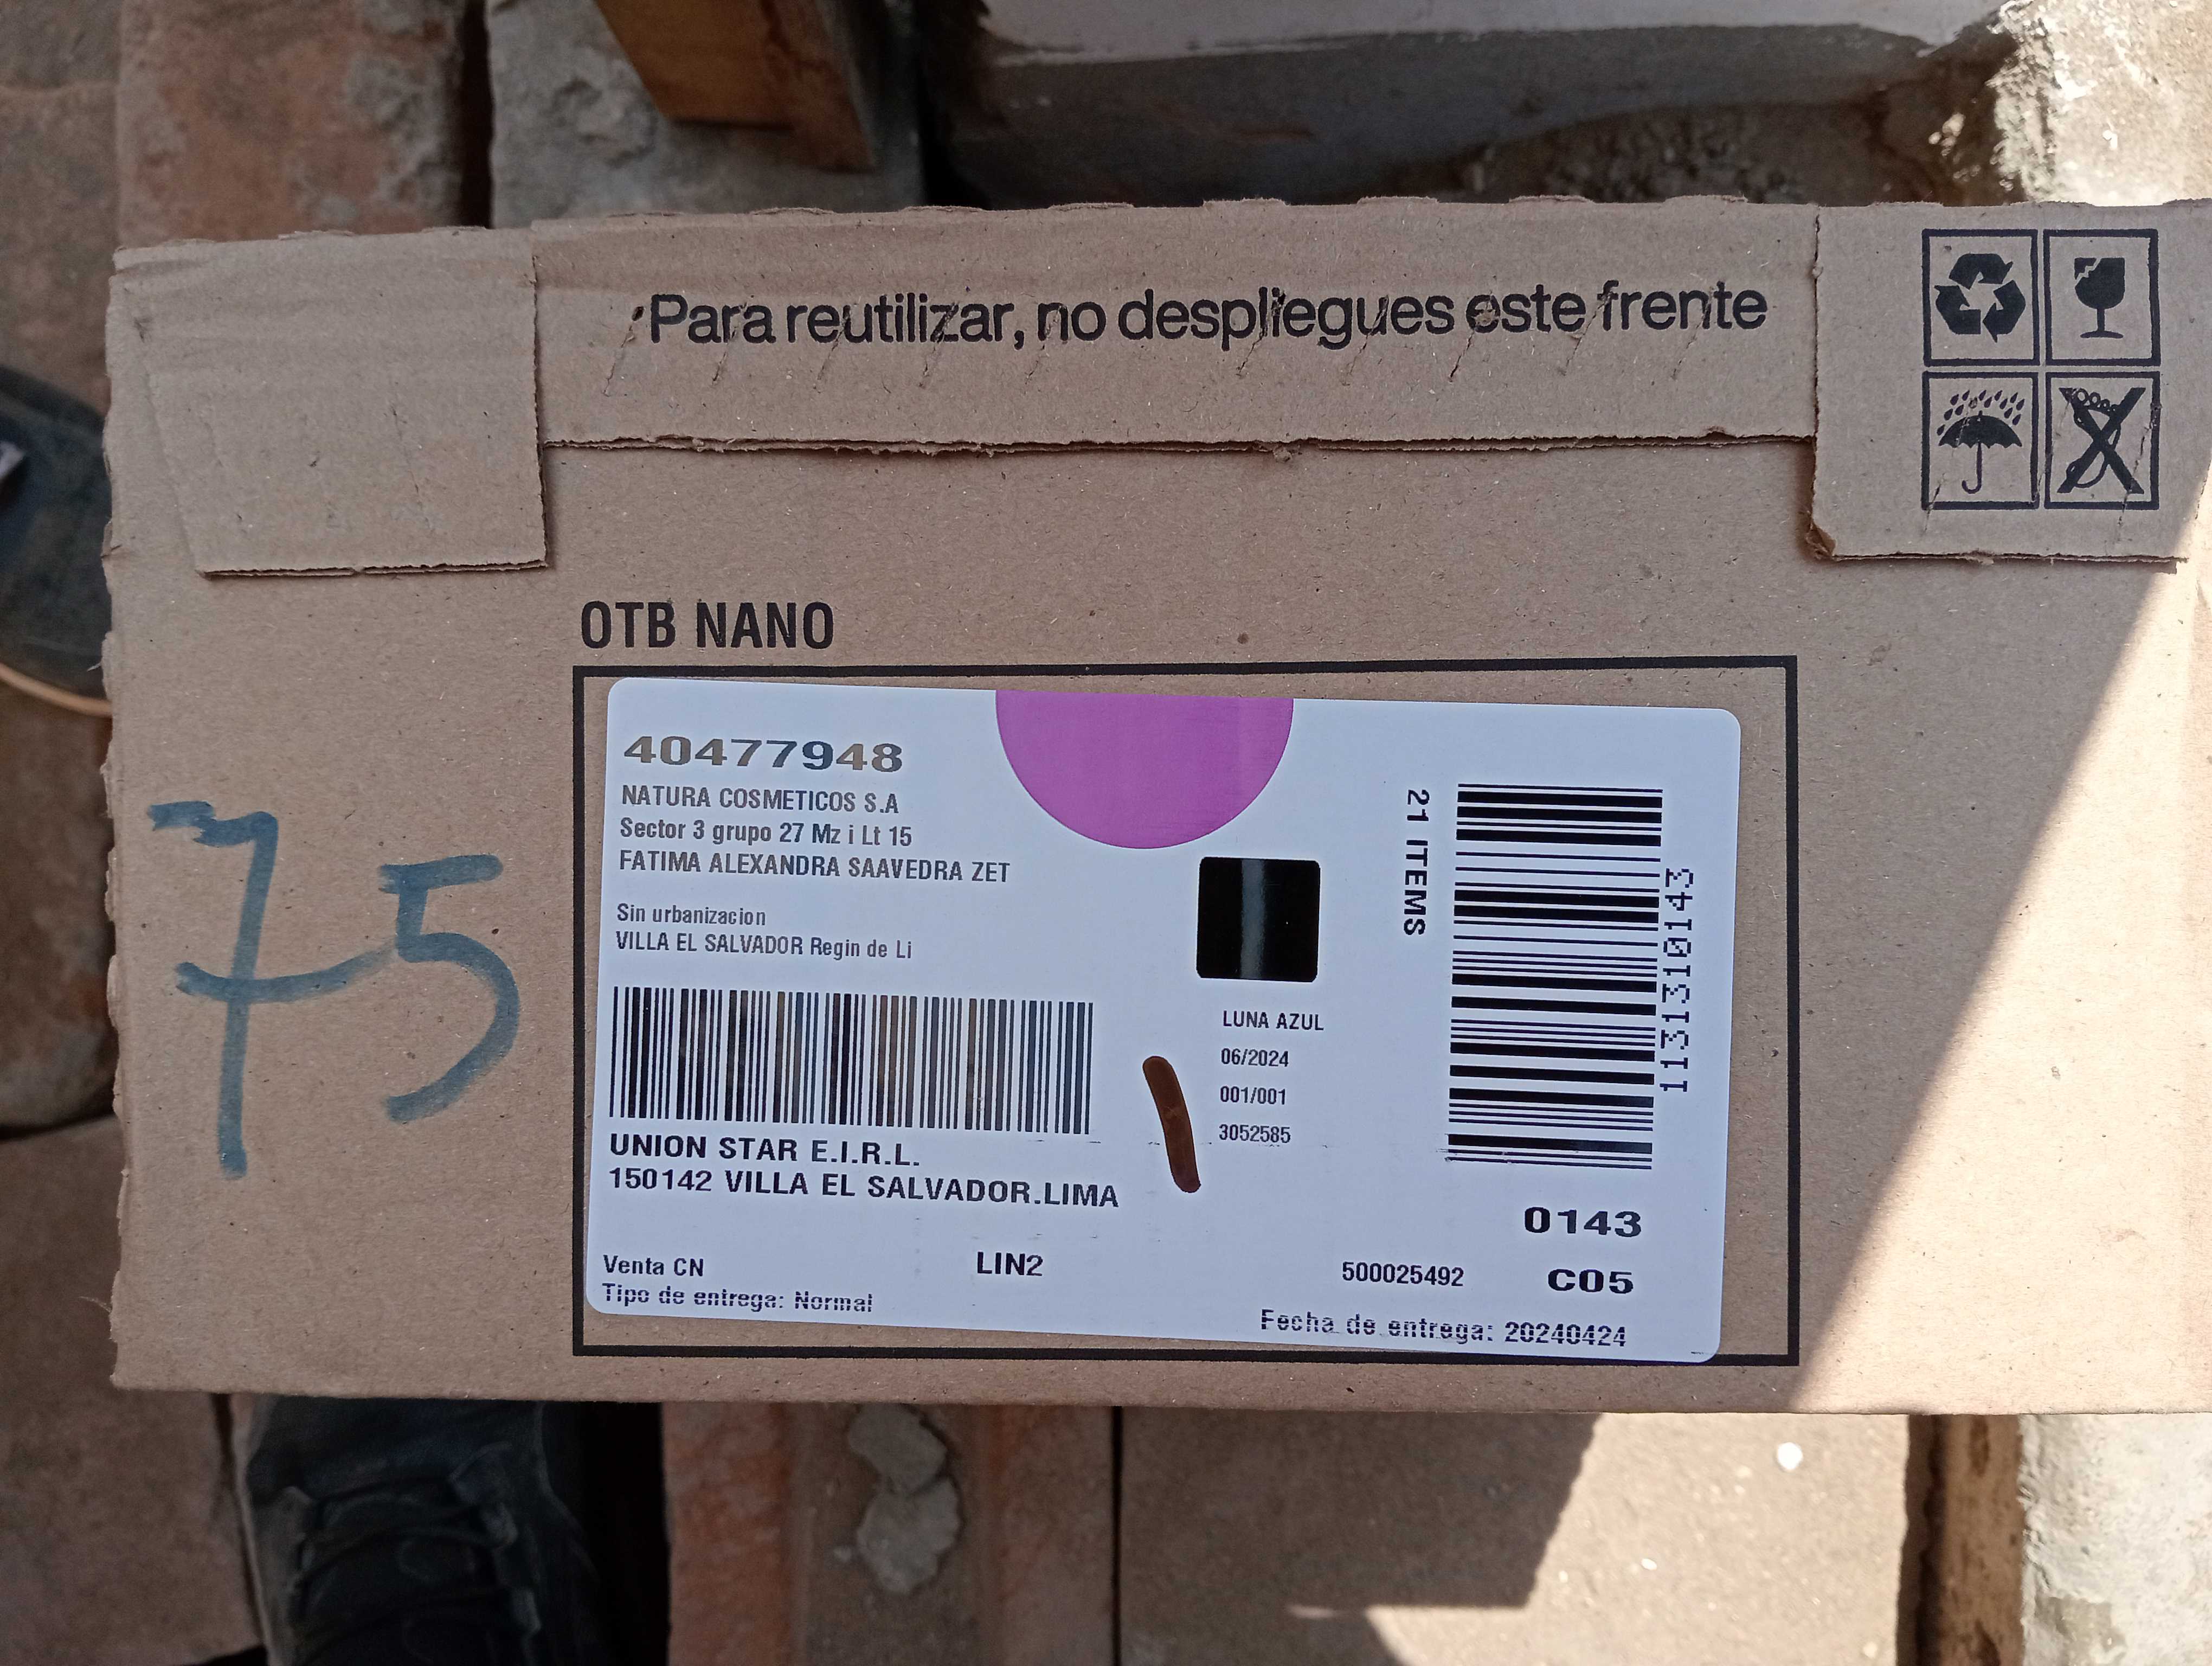 Para reutilizar, no despliegues este frente
OTB NANO
40477948
NATURA COSMETICOS S.A
Sector 3 grupo 27 Mz i Lt 15
FATIMA ALEXANDRA SAAVEDRA ZET
Sin urbanizacion
VILLA EL SALVADOR Regin de Li
UNION STAR E.I.R.L.
150142 VILLA EL SALVADOR.LIMA
Venta CN
LIN2
Tipo de entrega: Normal
LUNA AZUL
06/2024
001/001
3052585
21 ITEMS
1131310143
0143
500025492
C05
Fecha de entrega: 20240424
75